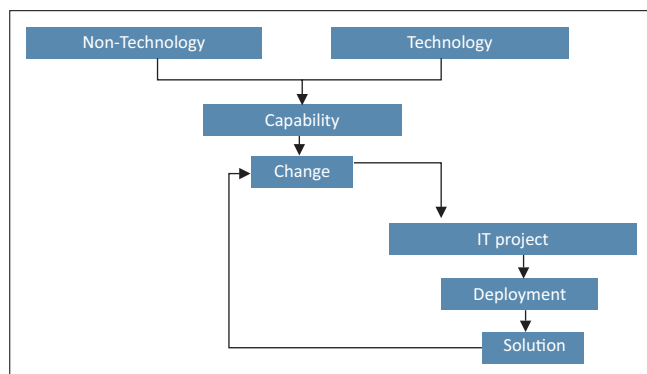 Non-Technology
Technology
Capability
Change
IT project
Deployment
Solution